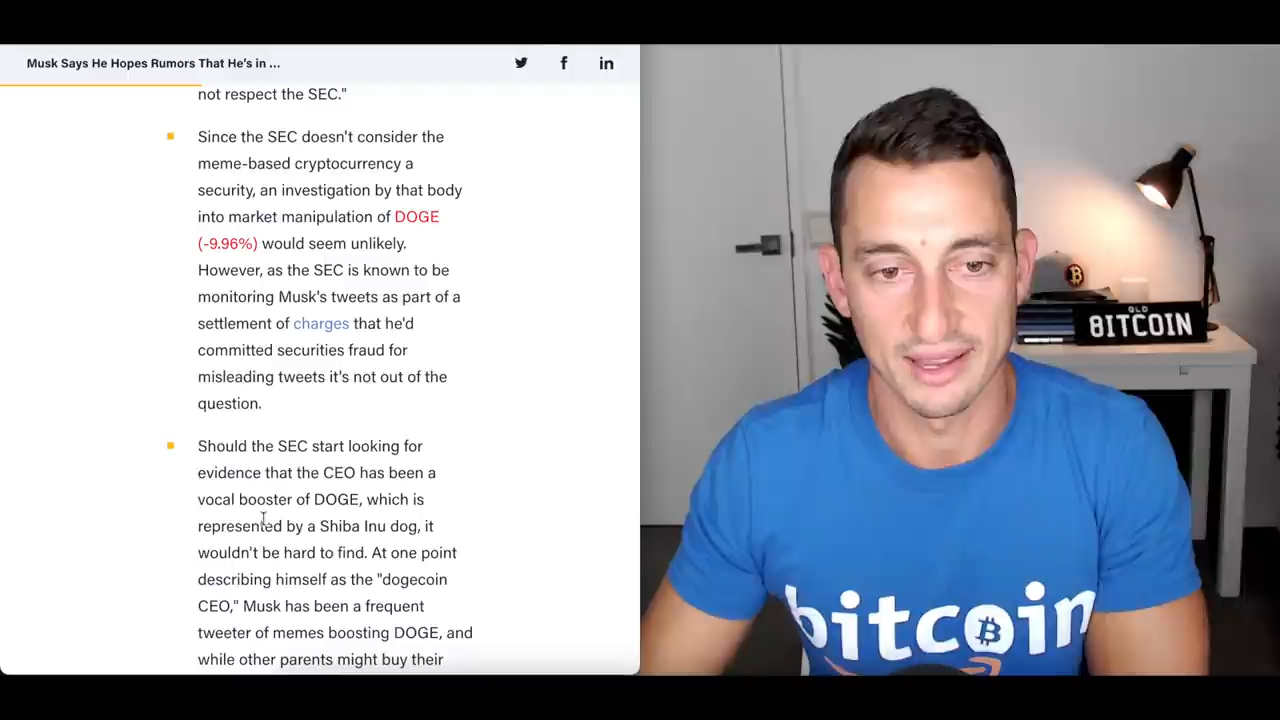 Musk Says He Hopes Rumors That He's in ...
not respect the SEC."
Since the SEC doesn't consider the
meme-based cryptocurrency a
security, an investigation by that body
into market manipulation of DOGE
(-9.96%) would seem unlikely.
However, as the SEC is known to be
monitoring Musk's tweets as part of a
settlement of charges that he'd
committed securities fraud for
misleading tweets it's not out of the
question.
Should the SEC start looking for
evidence that the CEO has been a
vocal booster of DOGE, which is
represented by a Shiba Inu dog, it
wouldn't be hard to find. At one point
describing himself as the "dogecoin
CEO," Musk has been a frequent
tweeter of memes boosting DOGE, and
while other parents might buy their
QLD
8ITCOIN
bitcoin